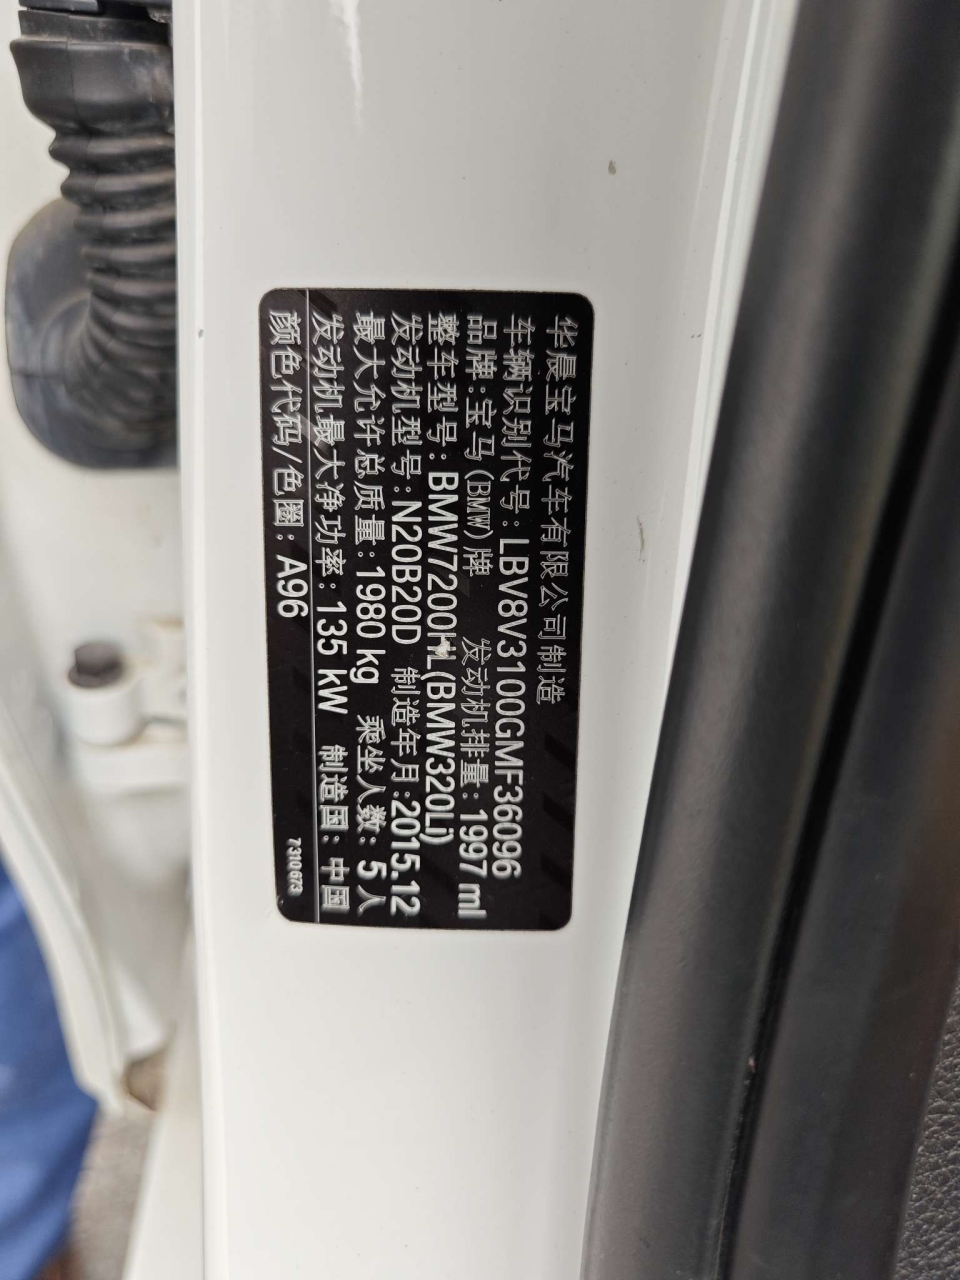 华晨宝马汽车有限公司制造
车辆识别代号：LBV8V3100GMF36096
品牌：宝马(BMW)牌 发动机排量：1997 ml
整车型号：BMW7200HL(BMW320Li)
发动机型号：N20B20D 制造年月：2015.12
最大允许总质量：1980 kg 乘坐人数：5 人
发动机最大净功率：135 kW 制造国：中国
颜色代码/色圈：A96 7310673